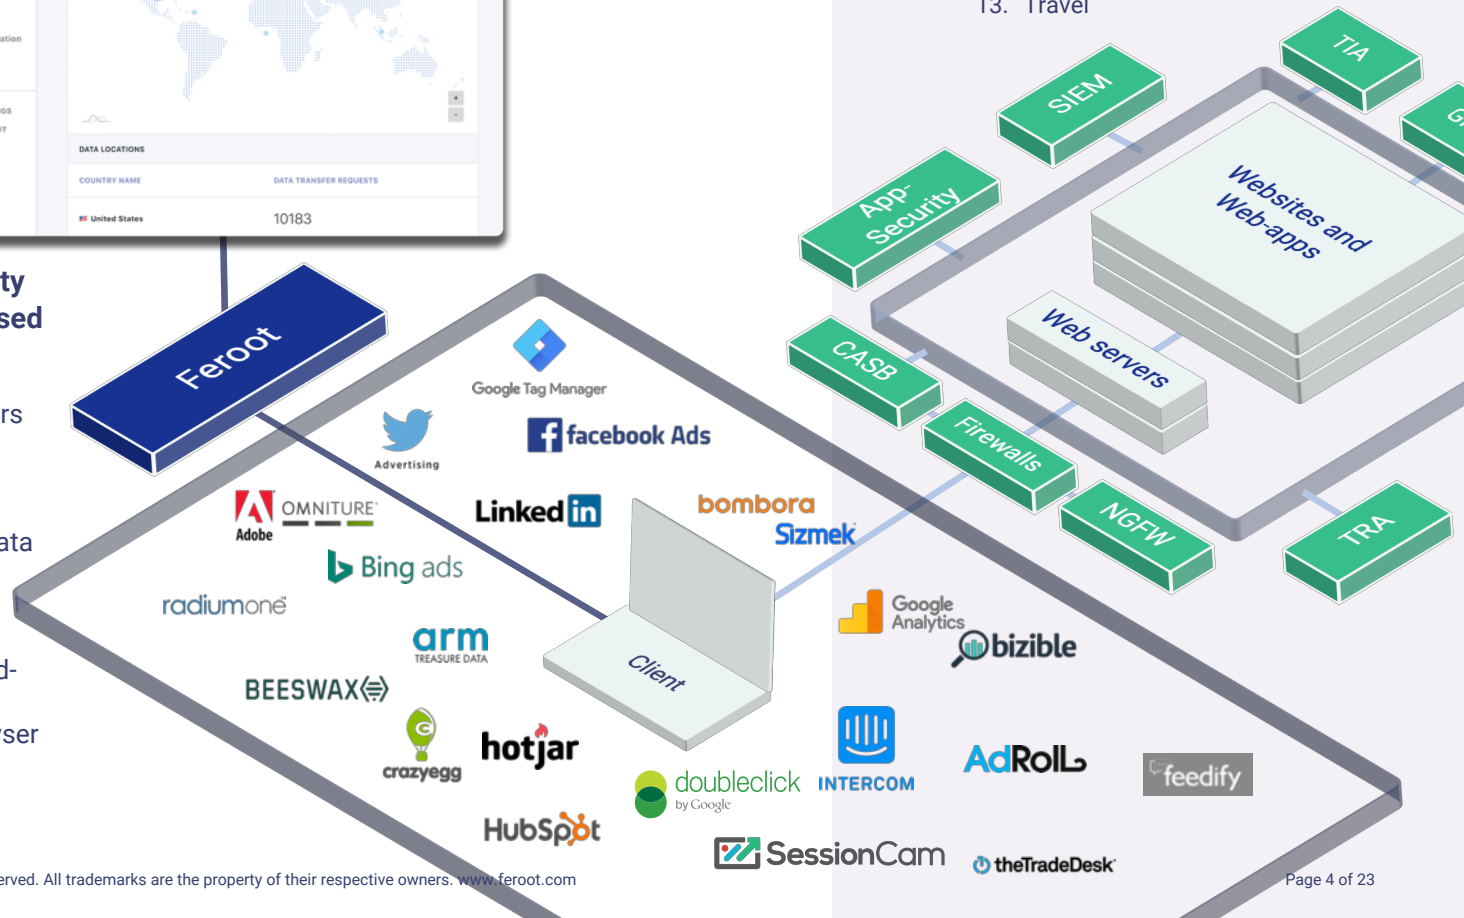 13. Travel
ation
GS
DATA LOCATIONS
COUNTRY NAME
DATA TRANSFER REQUESTS
United States
10183
TIA
SIEM
App-
Security
Websites and
Web-apps
Web servers
CASB
Firewalls
NGFW
TRA
ty
sed
rs
ata
d-
ser
Feroot
Google Tag Manager
Advertising
facebook Ads
Adobe
OMNITURE
Linked in
bombora
Sizmek
Bing ads
radiumone
arm
TREASURE DATA
Client
Google
Analytics
bizible
BEESWAX
crazyegg
hotjar
doubleclick
by Google
INTERCOM
AdRoll
feedify
HubSpot
SessionCam
theTradeDesk
erved. All trademarks are the property of their respective owners. www.feroot.com
Page 4 of 23